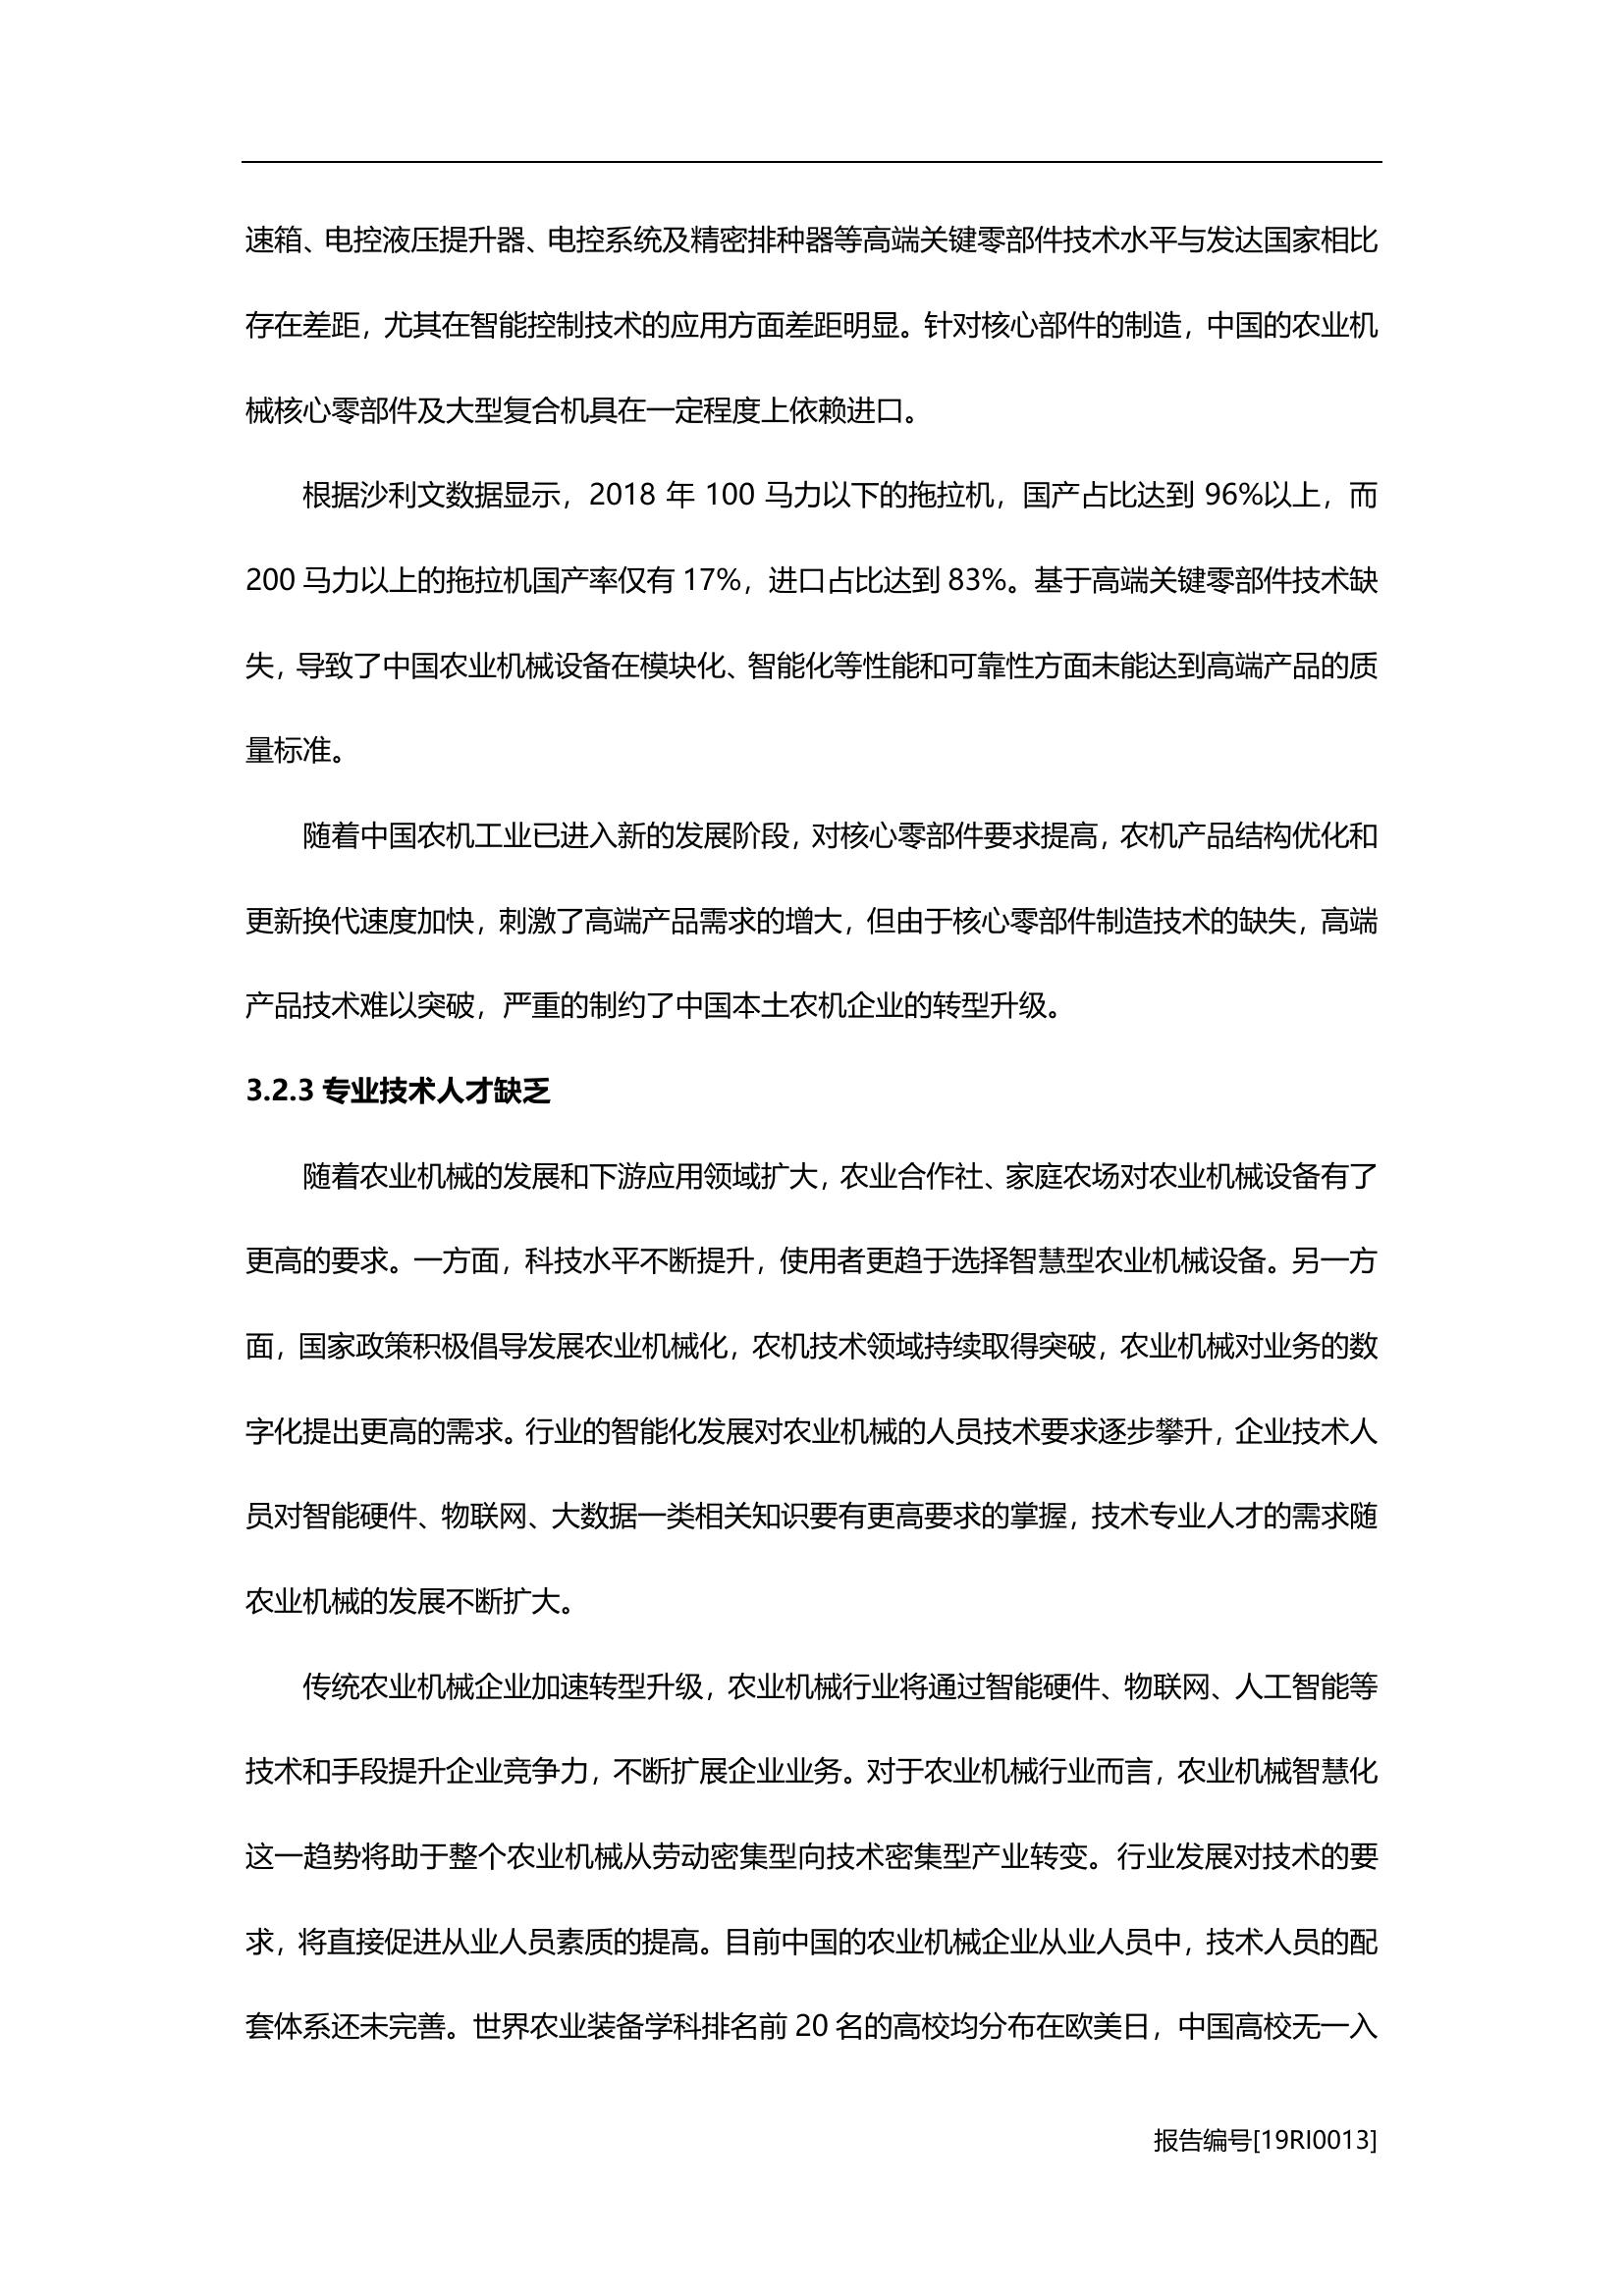 速箱、电控液压提升器、电控系统及精密排种器等高端关键零部件技术水平与发达国家相比
存在差距，尤其在智能控制技术的应用方面差距明显。针对核心部件的制造，中国的农业机
械核心零部件及大型复合机具在一定程度上依赖进口。
根据沙利文数据显示，2018 年 100 马力以下的拖拉机，国产占比达到 96%以上，而
200 马力以上的拖拉机国产率仅有 17%，进口占比达到 83%。基于高端关键零部件技术缺
失，导致了中国农业机械设备在模块化、智能化等性能和可靠性方面未能达到高端产品的质
量标准。
随着中国农机工业已进入新的发展阶段，对核心零部件要求提高，农机产品结构优化和
更新换代速度加快，刺激了高端产品需求的增大，但由于核心零部件制造技术的缺失，高端
产品技术难以突破，严重的制约了中国本土农机企业的转型升级。
3.2.3 专业技术人才缺乏
随着农业机械的发展和下游应用领域扩大，农业合作社、家庭农场对农业机械设备有了
更高的要求。一方面，科技水平不断提升，使用者更趋于选择智慧型农业机械设备。另一方
面，国家政策积极倡导发展农业机械化，农机技术领域持续取得突破，农业机械对业务的数
字化提出更高的需求。行业的智能化发展对农业机械的人员技术要求逐步攀升，企业技术人
员对智能硬件、物联网、大数据一类相关知识要有更高要求的掌握，技术专业人才的需求随
农业机械的发展不断扩大。
传统农业机械企业加速转型升级，农业机械行业将通过智能硬件、物联网、人工智能等
技术和手段提升企业竞争力，不断扩展企业业务。对于农业机械行业而言，农业机械智慧化
这一趋势将助于整个农业机械从劳动密集型向技术密集型产业转变。行业发展对技术的要
求，将直接促进从业人员素质的提高。目前中国的农业机械企业从业人员中，技术人员的配
套体系还未完善。世界农业装备学科排名前 20 名的高校均分布在欧美日，中国高校无一入
报告编号[19RI0013]